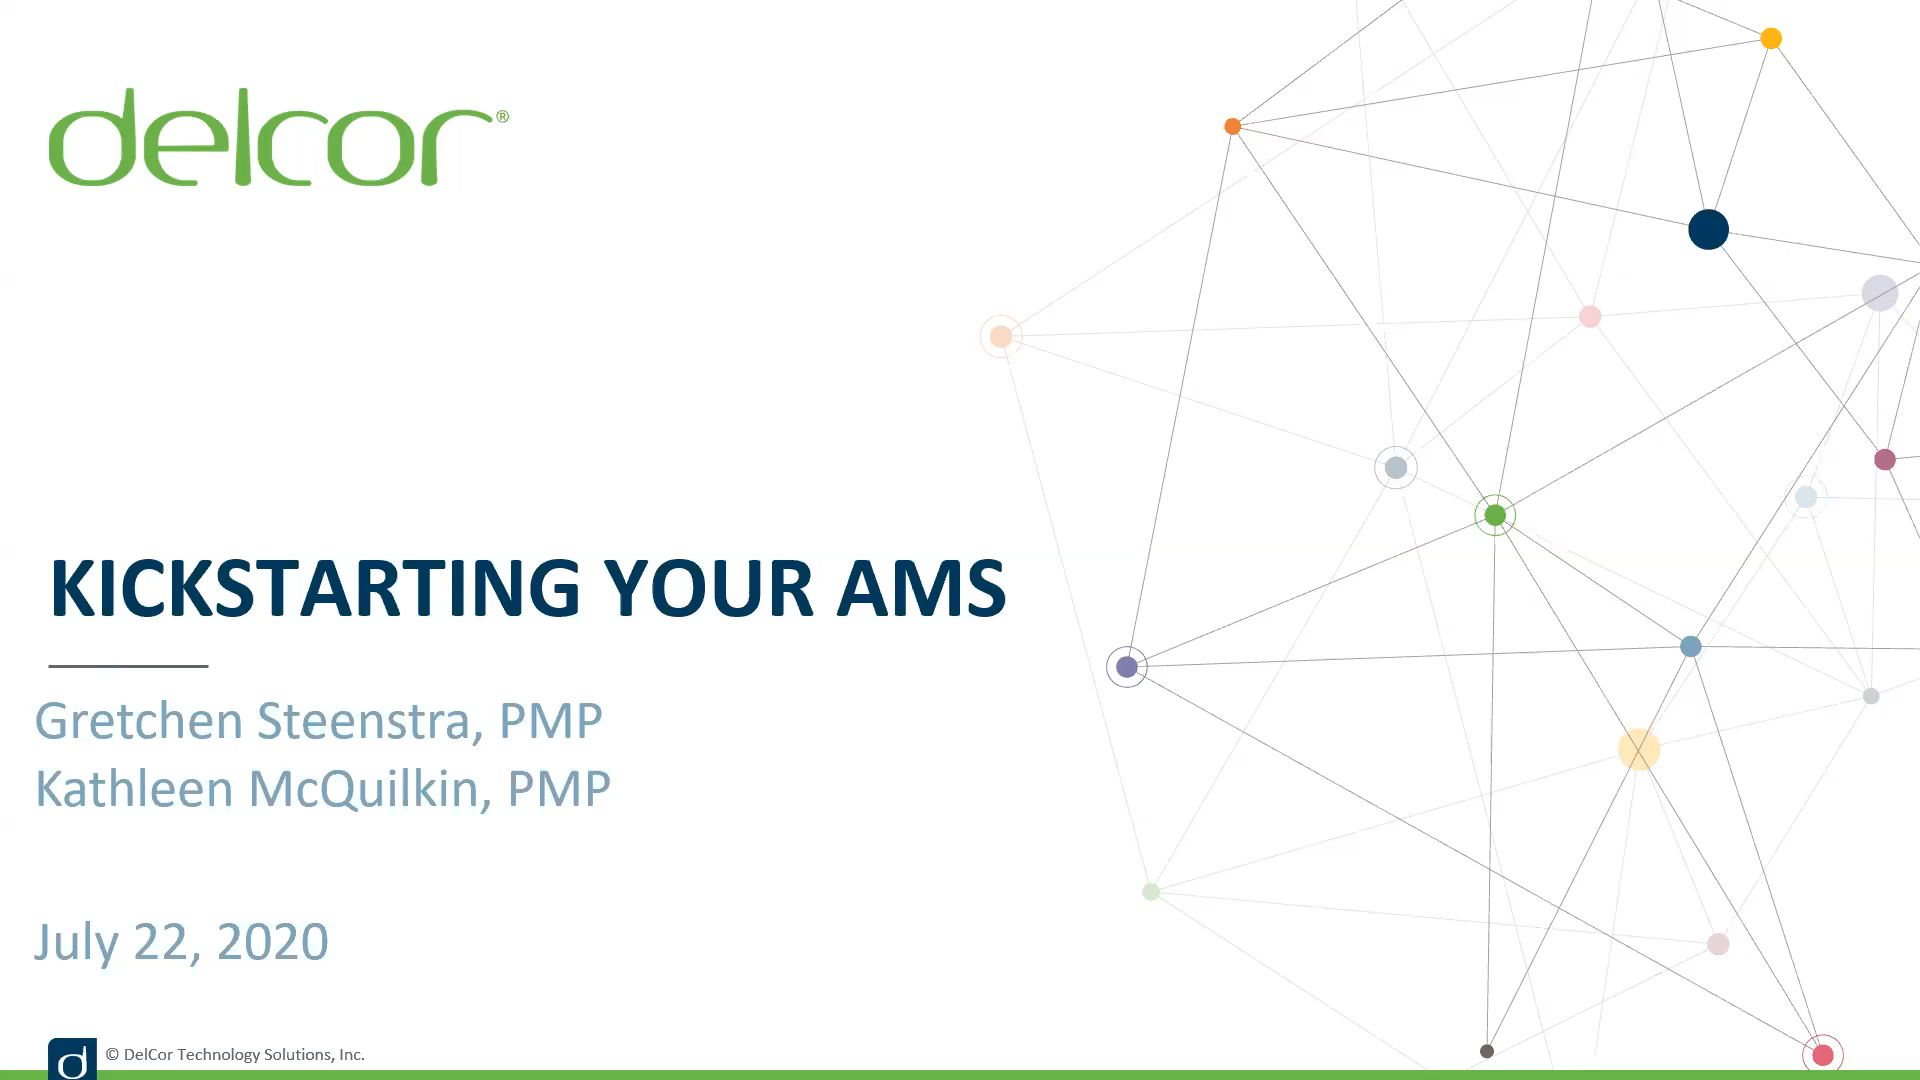 delcor®
KICKSTARTING YOUR AMS
Gretchen Steenstra, PMP
Kathleen McQuilkin, PMP
July 22, 2020
d © DelCor Technology Solutions, Inc.